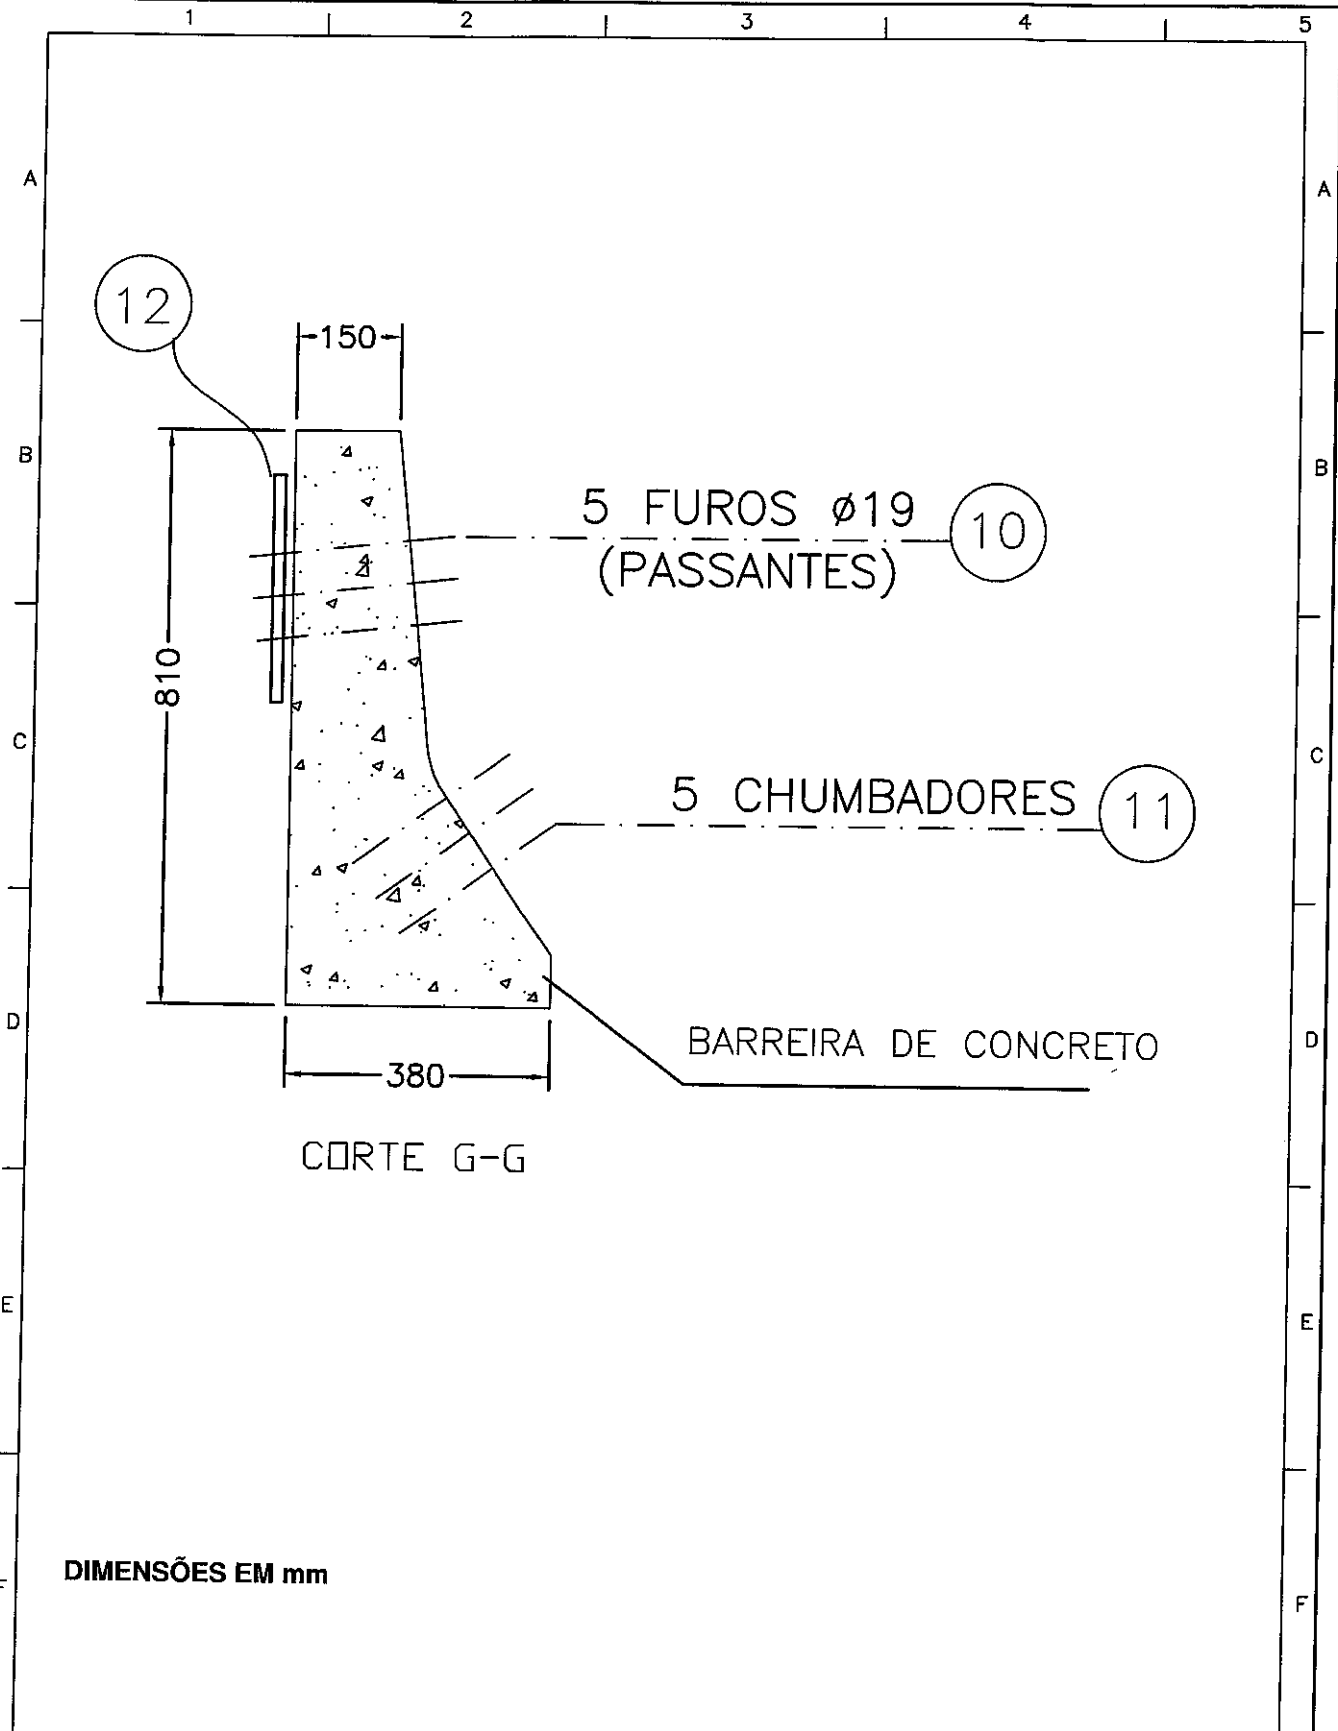 1 2 3 4 5
A A
12
150
B B
5 FUROS ø19
10
(PASSANTES)
810
C C
5 CHUMBADORES 11
D D
BARREIRA DE CONCRETO
380
CORTE G-G
E E
DIMENSÕES EM mm
F